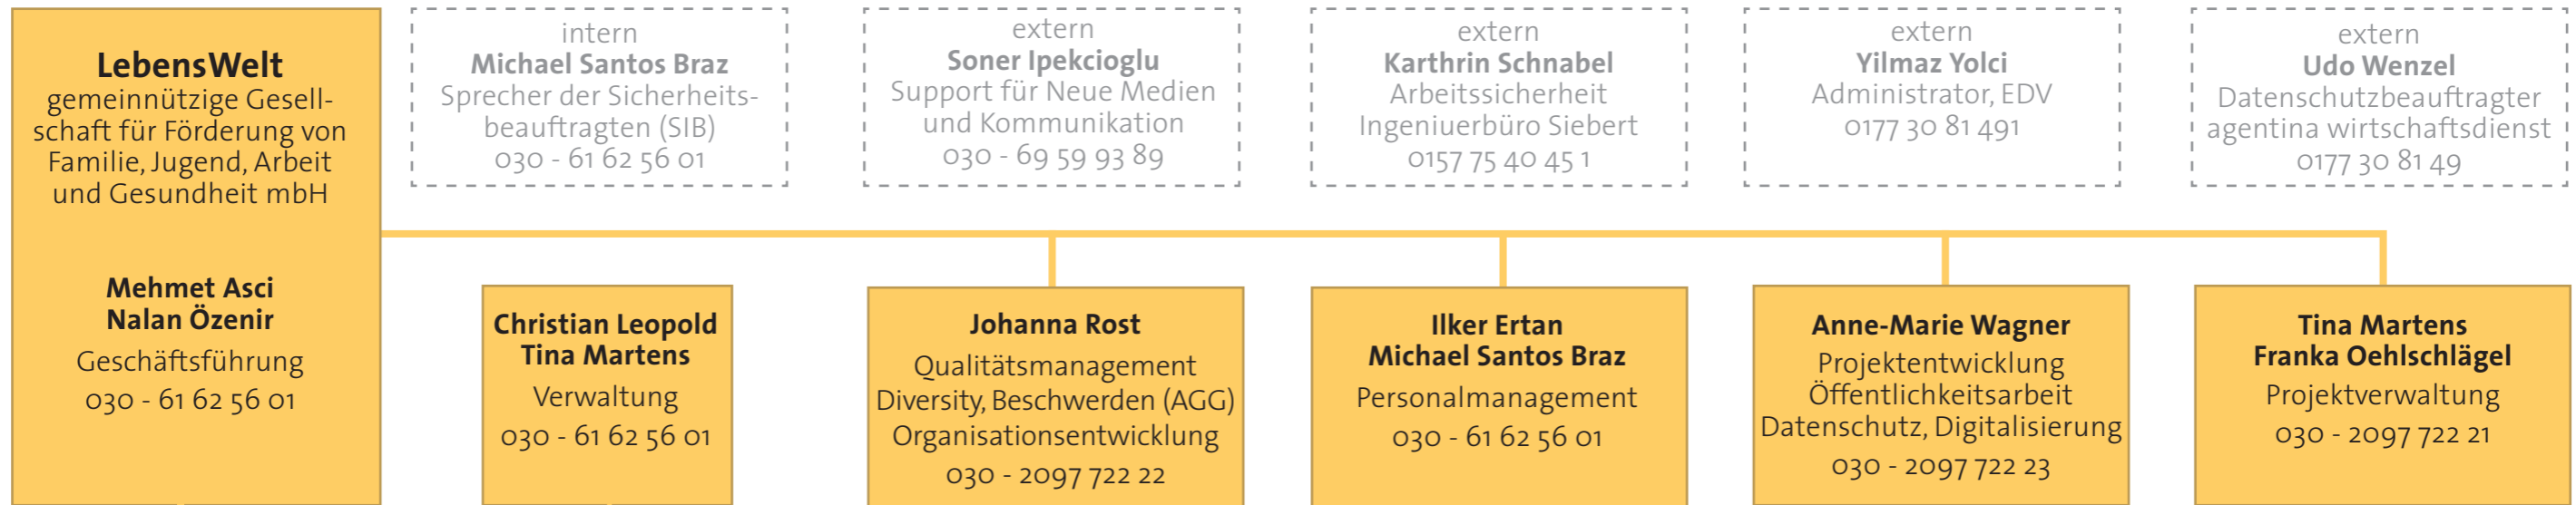 LebensWelt
gemeinnützige Gesell-
schaft für Förderung von
Familie, Jugend, Arbeit
und Gesundheit mbH
Mehmet Asci
Nalan Özenir
Geschäftsführung
030 - 61 62 56 01
intern
Michael Santos Braz
Sprecher der Sicherheits-
beauftragten (SIB)
030 - 61 62 56 01
extern
Soner Ipekcioglu
Support für Neue Medien
und Kommunikation
030 - 69 59 93 89
extern
Karthrin Schnabel
Arbeitssicherheit
Ingeniuerbüro Siebert
0157 75 40 45 1
extern
Yilmaz Yolci
Administrator, EDV
0177 30 81 491
extern
Udo Wenzel
Datenschutzbeauftragter
agentina wirtschaftsdienst
0177 30 81 49
Christian Leopold
Tina Martens
Verwaltung
030 - 61 62 56 01
Johanna Rost
Qualitätsmanagement
Diversity, Beschwerden (AGG)
Organisationsentwicklung
030 - 2097 722 22
Ilker Ertan
Michael Santos Braz
Personalmanagement
030 - 61 62 56 01
Anne-Marie Wagner
Projektentwicklung
Öffentlichkeitsarbeit
Datenschutz, Digitalisierung
030 - 2097 722 23
Tina Martens
Franka Oehlschlägel
Projektverwaltung
030 - 2097 722 21